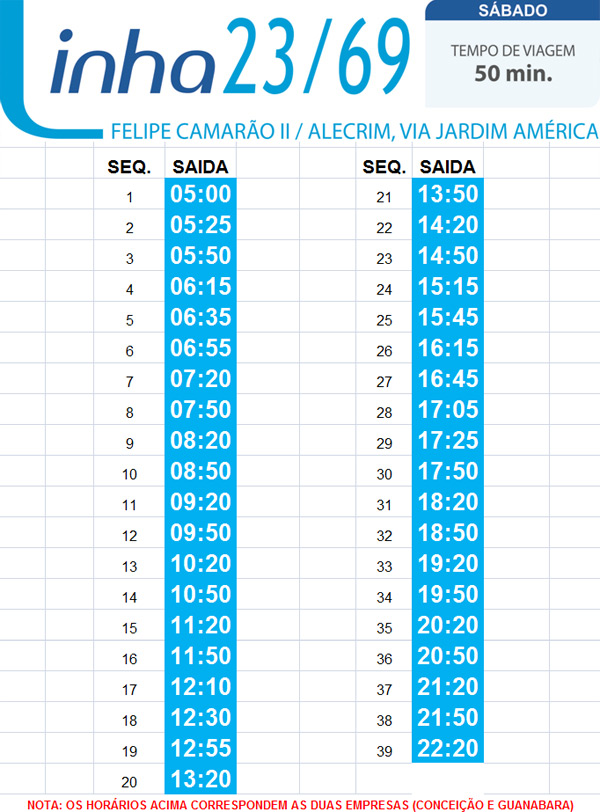 Linha 23/69
SÁBADO
TEMPO DE VIAGEM
50 min.
FELIPE CAMARÃO II / ALECRIM, VIA JARDIM AMÉRICA
SEQ. SAIDA SEQ. SAIDA
1 05:00 21 13:50
2 05:25 22 14:20
3 05:50 23 14:50
4 06:15 24 15:15
5 06:35 25 15:45
6 06:55 26 16:15
7 07:20 27 16:45
8 07:50 28 17:05
9 08:20 29 17:25
10 08:50 30 17:50
11 09:20 31 18:20
12 09:50 32 18:50
13 10:20 33 19:20
14 10:50 34 19:50
15 11:20 35 20:20
16 11:50 36 20:50
17 12:10 37 21:20
18 12:30 38 21:50
19 12:55 39 22:20
20 13:20
NOTA: OS HORÁRIOS ACIMA CORRESPONDEM AS DUAS EMPRESAS (CONCEIÇÃO E GUANABARA)